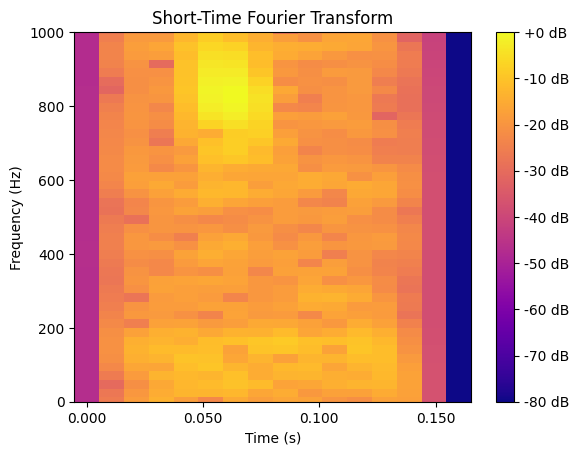 Short-Time Fourier Transform
1000
800
600
400
200
0
Frequency (Hz)
0.000
0.050
0.100
0.150
Time (s)
+0 dB
-10 dB
-20 dB
-30 dB
-40 dB
-50 dB
-60 dB
-70 dB
-80 dB